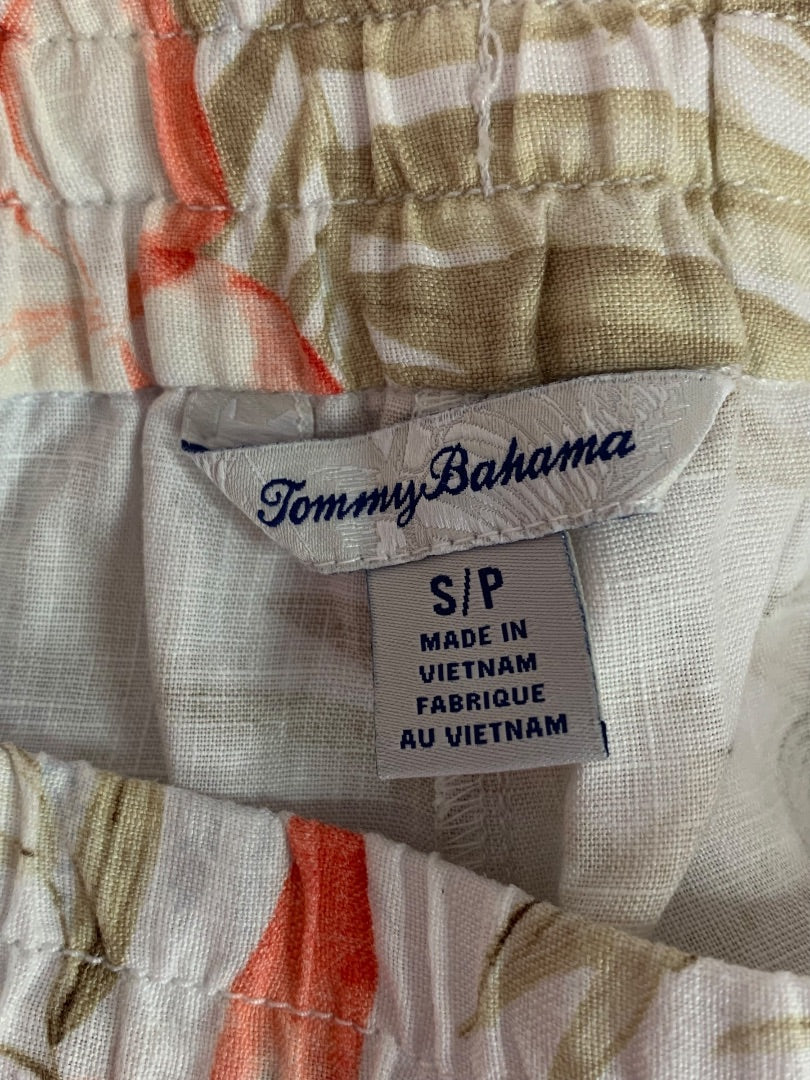 Tommy Bahama
S/P
MADE IN
VIETNAM
FABRIQUE
AU VIETNAM